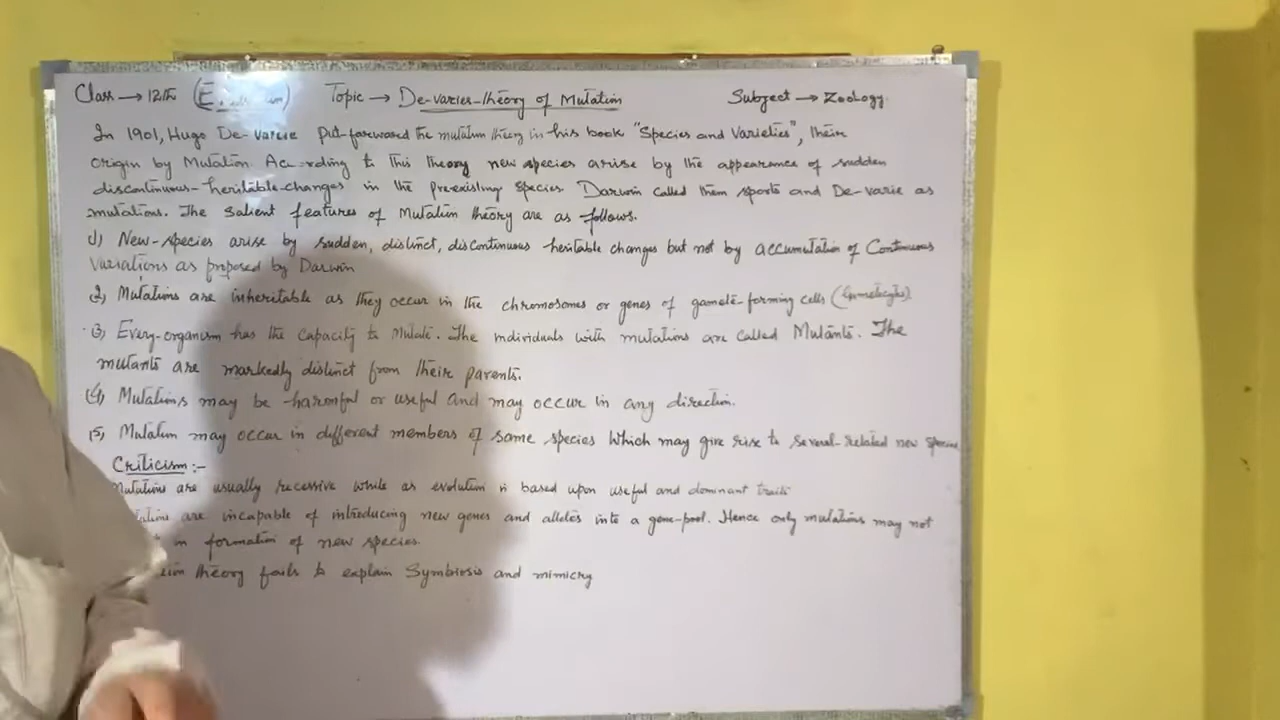 Class → 12th (E
Topic → De-varies-theory of Mutation
Subject → Zoology.
In 1901, Hugo De-varise put-forwarded the mutation theory in his book "Species and Varieties", their
Origin by Mutation. According to this theory new species arise by the appearance of sudden
discontinuous-heritable-changes in the pre-existing species. Darwin called them sports and De-varie as
mutations. The Salient features of Mutation theory are as follows.
1) New-species arise by sudden, distinct, discontinuous heritable changes but not by accumulation of Continuous
Variations as proposed by Darwin
2) Mutations are inheritable as they occur in the chromosomes or genes of gamete-forming cells
3) Every-organism has the capacity to Mutate. The individuals with mutations are called Mutants. The
mutants are markedly distinct from their parents.
(4) Mutations may be harmful or useful and may occur in any direction.
(5) Mutation may occur in different members of same species which may give rise to several-related new species
Criticism :-
Mutations are usually recessive while as evolution is based upon useful and dominant traits
are incapable of introducing new genes and alleles into a gene-pool. Hence only mutations may not
in formation of new species.
theory fails to explain Symbiosis and mimicry